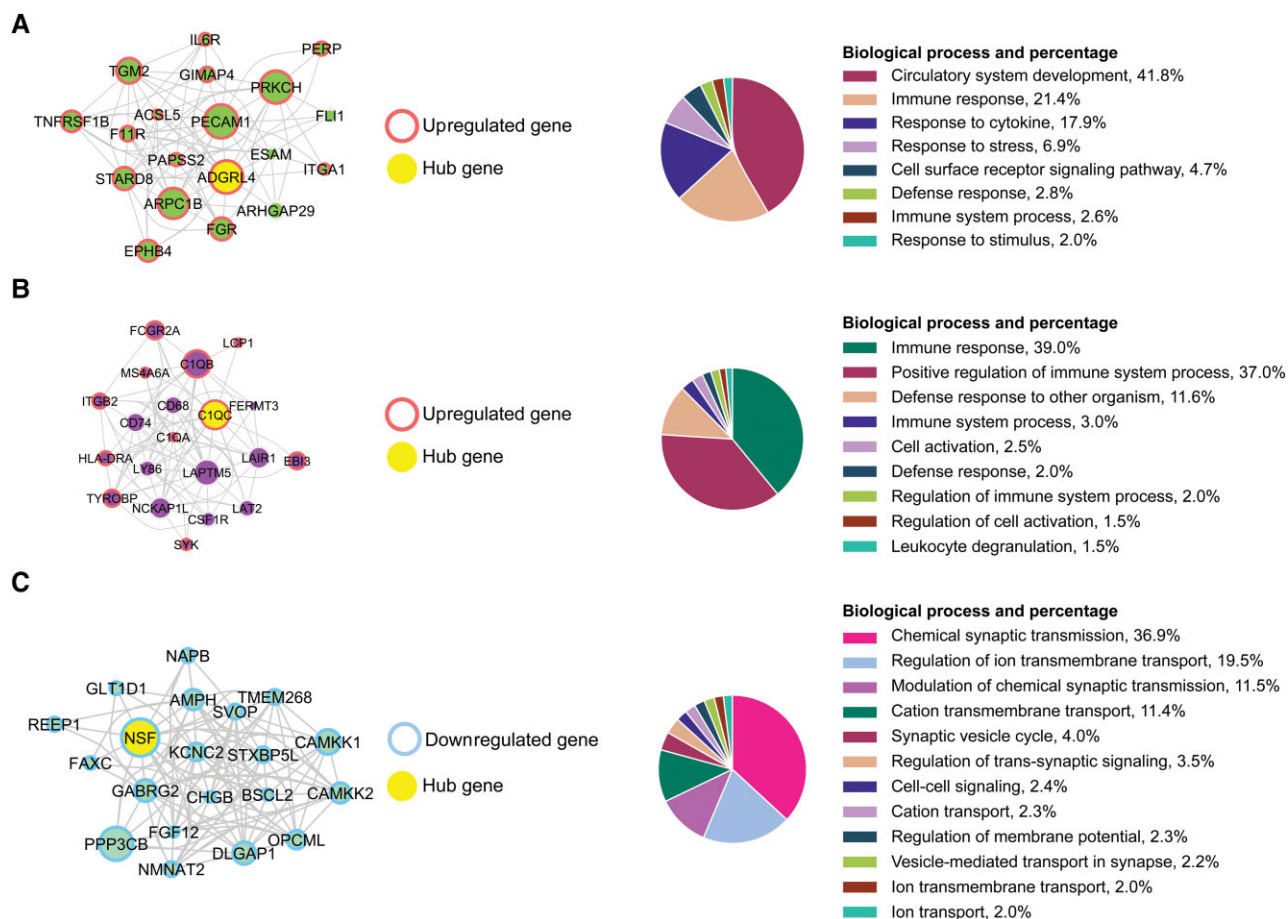 A
IL6R
PERP
TGM2
GIMAP4
PRKCH
ACSL5
FLI1
TNFRSF1B
PECAM1
F11R
ESAM
PAPSS2
ITGA1
STARD8
ADGRL4
ARPC1B
ARHGAP29
FGR
EPHB4
Upregulated gene
Hub gene
Biological process and percentage
Circulatory system development, 41.8%
Immune response, 21.4%
Response to cytokine, 17.9%
Response to stress, 6.9%
Cell surface receptor signaling pathway, 4.7%
Defense response, 2.8%
Immune system process, 2.6%
Response to stimulus, 2.0%
B
FCGR2A
LCP1
C1QB
MS4A6A
ITGB2
CD68
FERMT3
C1QC
CD74
C1QA
HLA-DRA
LAIR1
EBI3
LY86
LAPTM5
TYROBP
NCKAP1L
LAT2
CSF1R
SYK
Upregulated gene
Hub gene
Biological process and percentage
Immune response, 39.0%
Positive regulation of immune system process, 37.0%
Defense response to other organism, 11.6%
Immune system process, 3.0%
Cell activation, 2.5%
Defense response, 2.0%
Regulation of immune system process, 2.0%
Regulation of cell activation, 1.5%
Leukocyte degranulation, 1.5%
C
NAPB
GLT1D1
AMPH
TMEM268
SVOP
REEP1
NSF
CAMKK1
KCNC2
STXBP5L
FAXC
GABRG2
CHGB
BSCL2
CAMKK2
FGF12
PPP3CB
OPCML
DLGAP1
NMNAT2
Downregulated gene
Hub gene
Biological process and percentage
Chemical synaptic transmission, 36.9%
Regulation of ion transmembrane transport, 19.5%
Modulation of chemical synaptic transmission, 11.5%
Cation transmembrane transport, 11.4%
Synaptic vesicle cycle, 4.0%
Regulation of trans-synaptic signaling, 3.5%
Cell-cell signaling, 2.4%
Cation transport, 2.3%
Regulation of membrane potential, 2.3%
Vesicle-mediated transport in synapse, 2.2%
Ion transmembrane transport, 2.0%
Ion transport, 2.0%